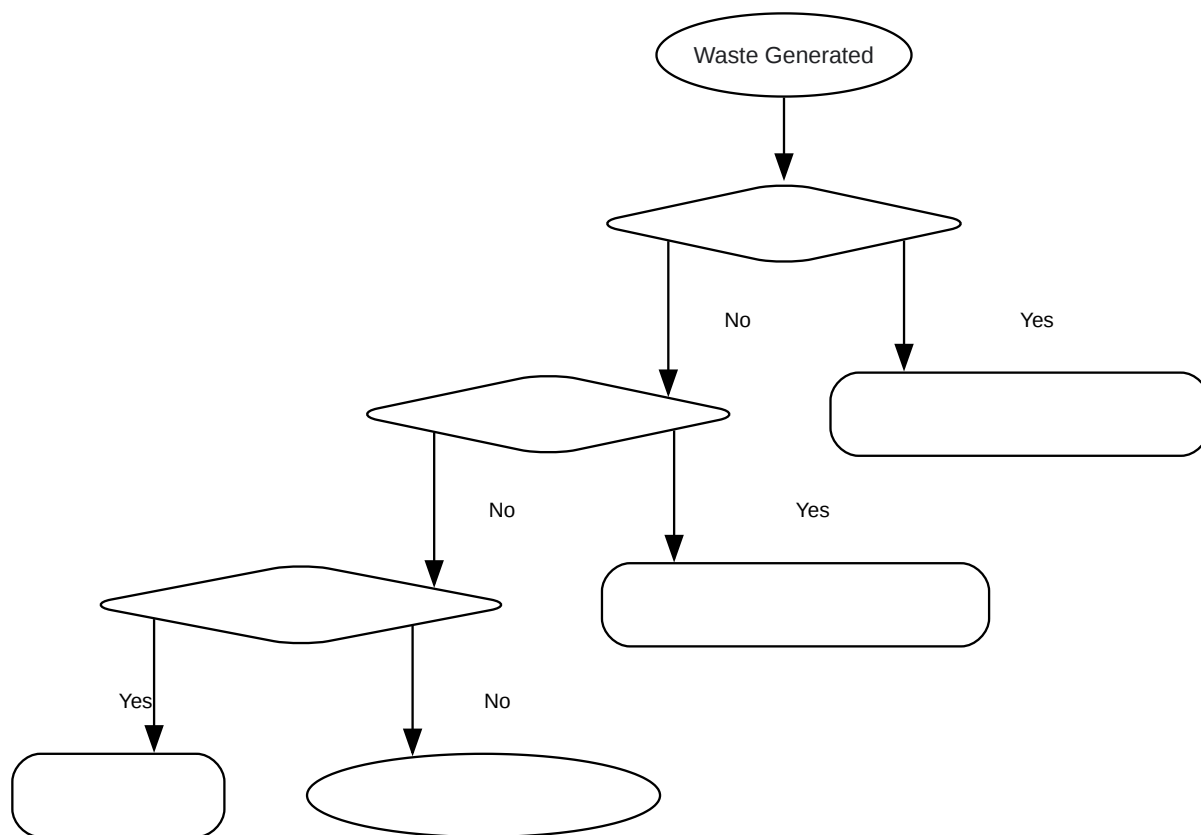 Waste Generated
No
Yes
No
Yes
Yes
No